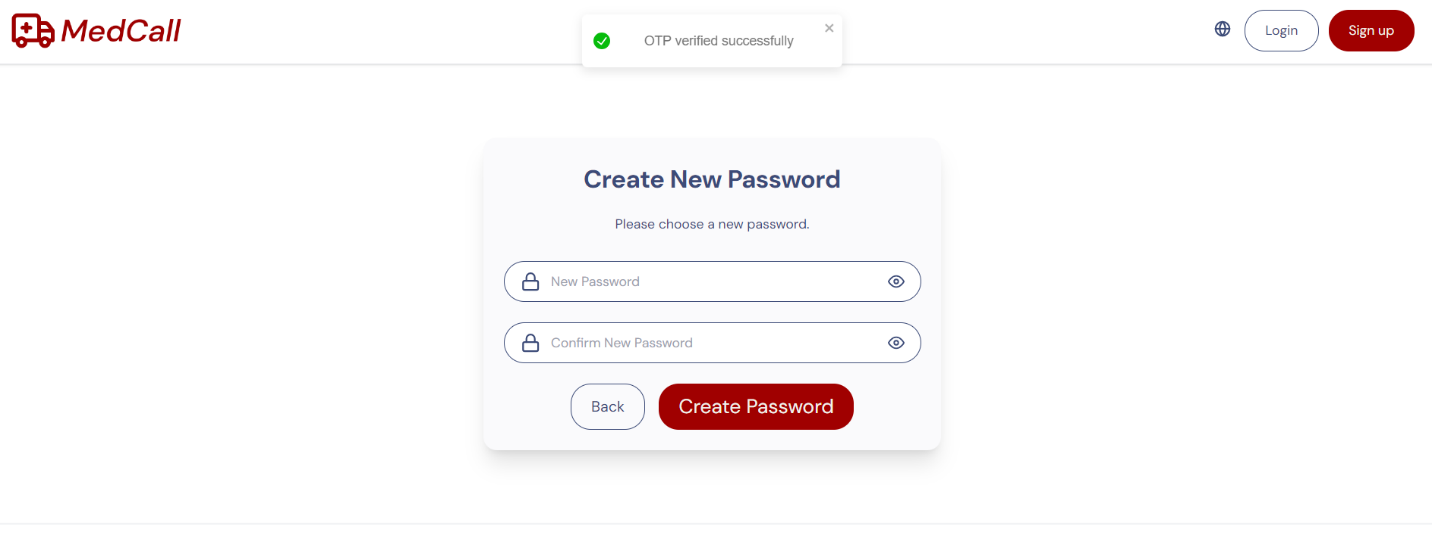 MedCall
OTP verified successfully
Login
Sign up
Create New Password
Please choose a new password.
New Password
Confirm New Password
Back
Create Password